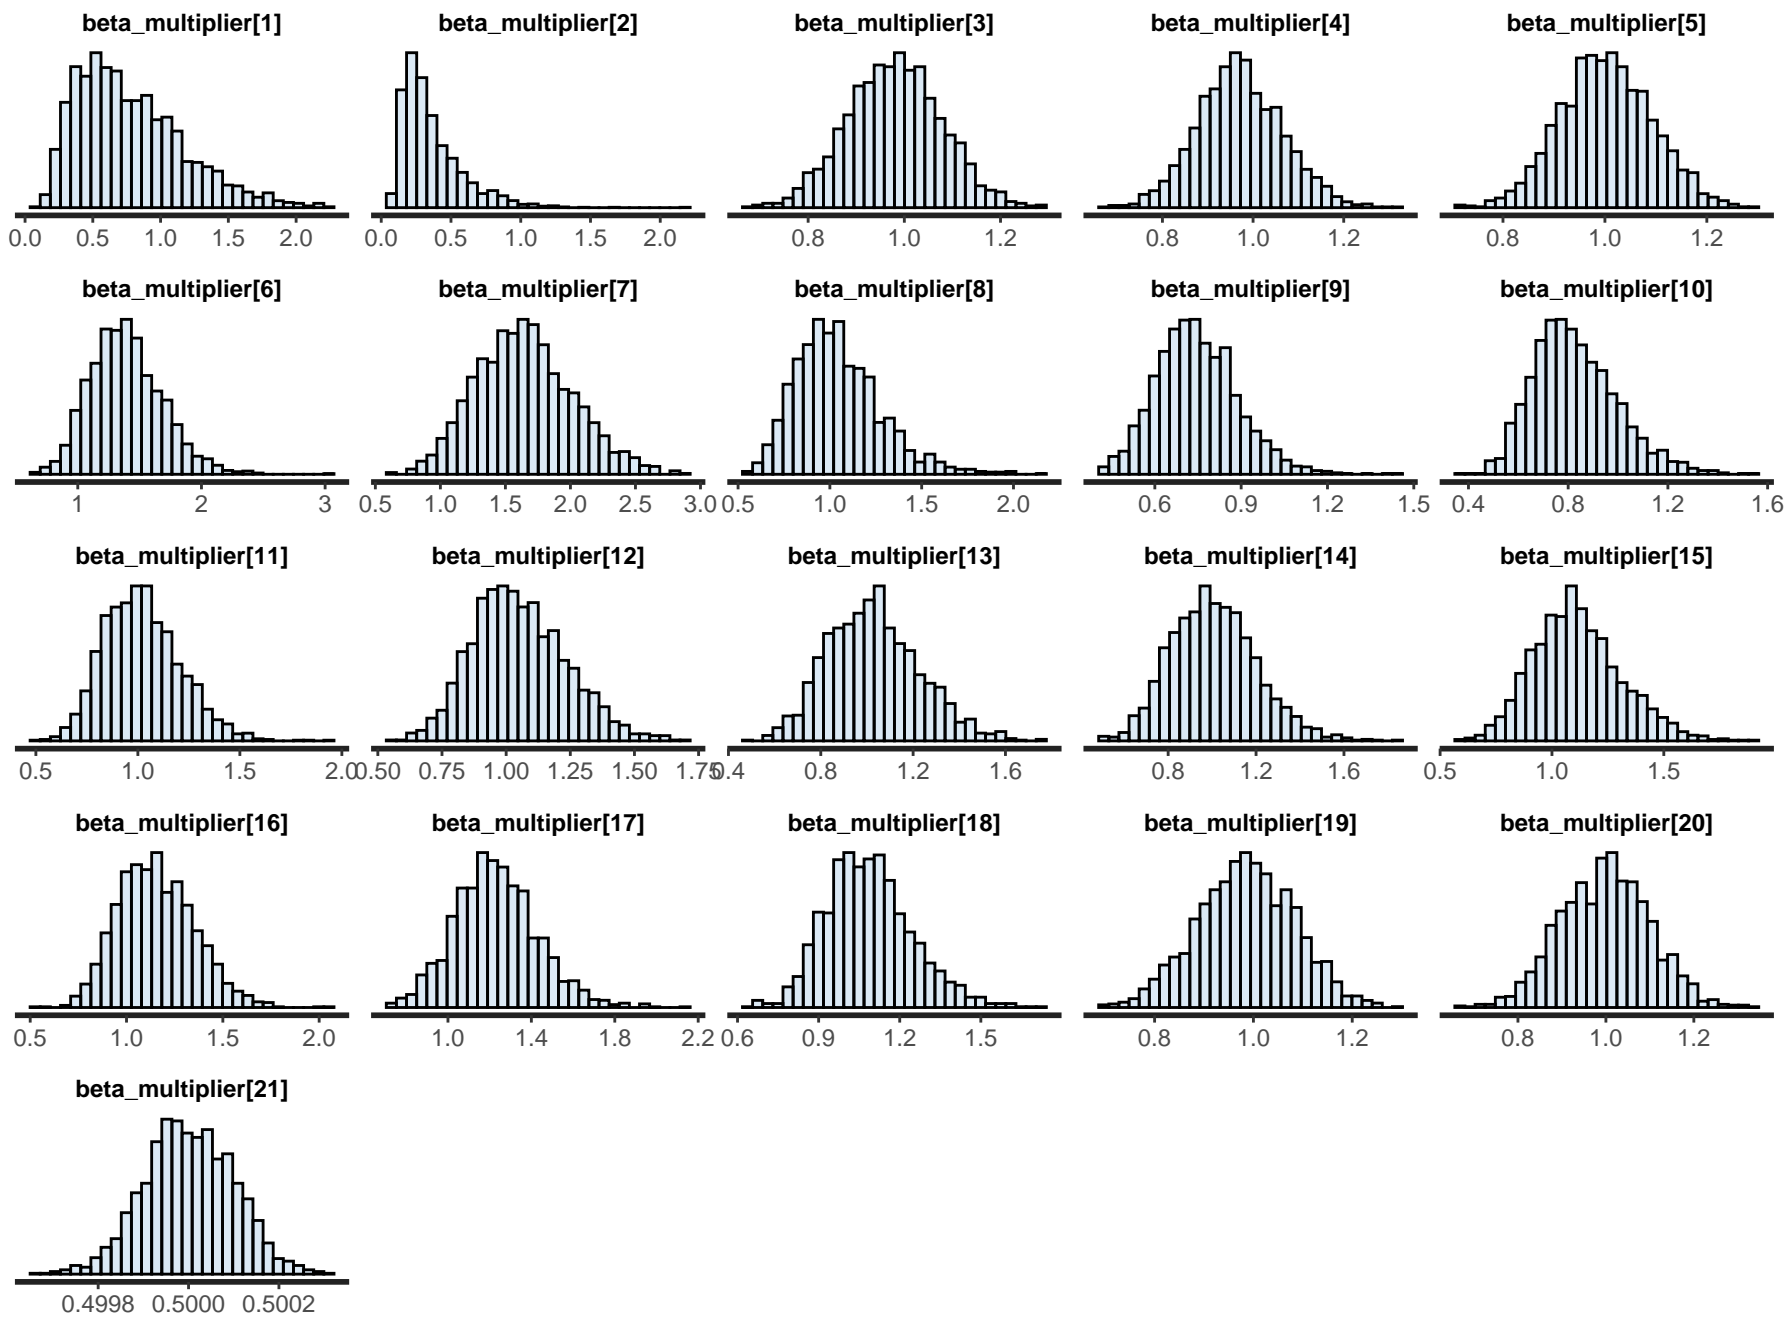 beta_multiplier[1] beta_multiplier[2] beta_multiplier[3] beta_multiplier[4] beta_multiplier[5]
0.0 0.5 1.0 1.5 2.0 0.0 0.5 1.0 1.5 2.0 0.8 1.0 1.2 0.8 1.0 1.2 0.8 1.0 1.2
beta_multiplier[6] beta_multiplier[7] beta_multiplier[8] beta_multiplier[9] beta_multiplier[10]
1 2 3 0.5 1.0 1.5 2.0 2.5 3.0 0.5 1.0 1.5 2.0 0.6 0.9 1.2 1.5 0.4 0.8 1.2 1.6
beta_multiplier[11] beta_multiplier[12] beta_multiplier[13] beta_multiplier[14] beta_multiplier[15]
0.5 1.0 1.5 2.0 0.50 0.75 1.00 1.25 1.50 1.75 0.4 0.8 1.2 1.6 0.8 1.2 1.6 0.5 1.0 1.5
beta_multiplier[16] beta_multiplier[17] beta_multiplier[18] beta_multiplier[19] beta_multiplier[20]
0.5 1.0 1.5 2.0 1.0 1.4 1.8 2.2 0.6 0.9 1.2 1.5 0.8 1.0 1.2 0.8 1.0 1.2
beta_multiplier[21]
0.4998 0.5000 0.5002